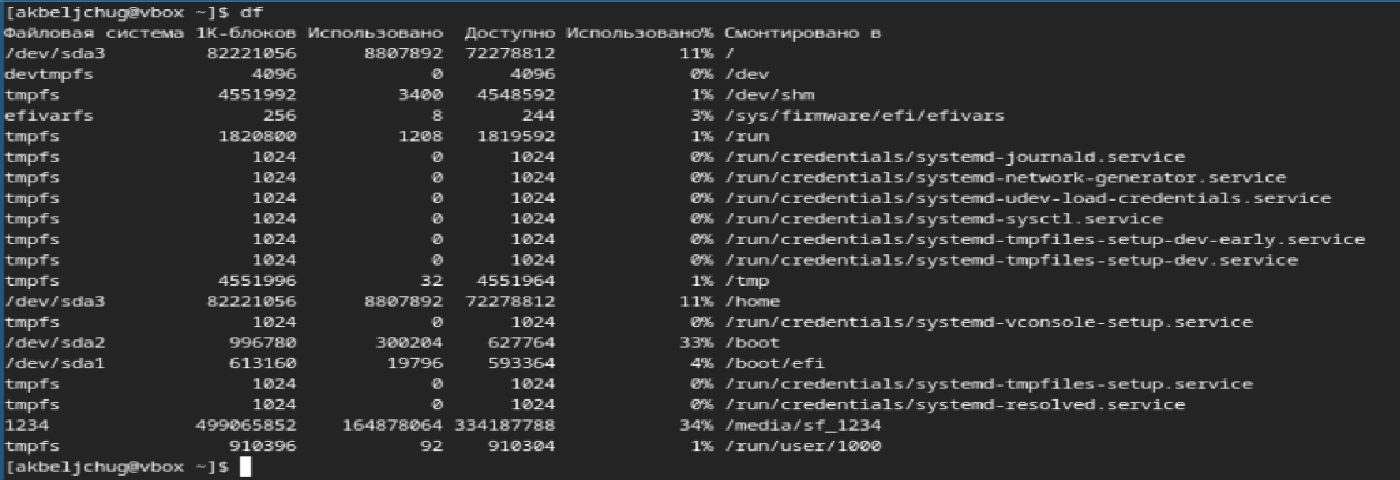 [akbeljchug@vbox ~]$ df
Файловая система 1K-блоков Использовано Доступно Использовано% Смонтировано в
/dev/sda3 82221056 8807892 72278812 11% /
devtmpfs 4096 0 4096 0% /dev
tmpfs 4551992 3400 4548592 1% /dev/shm
efivarfs 256 8 244 3% /sys/firmware/efi/efivars
tmpfs 1820800 1208 1819592 1% /run
tmpfs 1024 0 1024 0% /run/credentials/systemd-journald.service
tmpfs 1024 0 1024 0% /run/credentials/systemd-network-generator.service
tmpfs 1024 0 1024 0% /run/credentials/systemd-udev-load-credentials.service
tmpfs 1024 0 1024 0% /run/credentials/systemd-sysctl.service
tmpfs 1024 0 1024 0% /run/credentials/systemd-tmpfiles-setup-dev-early.service
tmpfs 1024 0 1024 0% /run/credentials/systemd-tmpfiles-setup-dev.service
tmpfs 4551996 32 4551964 1% /tmp
/dev/sda3 82221056 8807892 72278812 11% /home
tmpfs 1024 0 1024 0% /run/credentials/systemd-vconsole-setup.service
/dev/sda2 996780 300204 627764 33% /boot
/dev/sda1 613160 19796 593364 4% /boot/efi
tmpfs 1024 0 1024 0% /run/credentials/systemd-tmpfiles-setup.service
tmpfs 1024 0 1024 0% /run/credentials/systemd-resolved.service
1234 499065852 164878064 334187788 34% /media/sf_1234
tmpfs 910396 92 910304 1% /run/user/1000
[akbeljchug@vbox ~]$